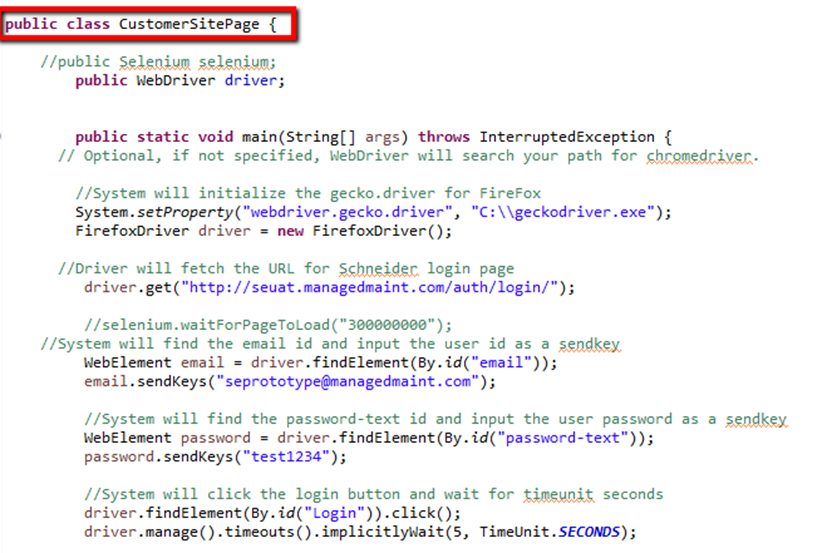 public class CustomerSitePage {
//public Selenium selenium;
public WebDriver driver;
public static void main(String[] args) throws InterruptedException {
// Optional, if not specified, WebDriver will search your path for chromedriver.
//System will initialize the gecko.driver for FireFox
System.setProperty("webdriver.gecko.driver", "C:\\geckodriver.exe");
FirefoxDriver driver = new FirefoxDriver();
//Driver will fetch the URL for Schneider login page
driver.get("http://seuat.managedmaint.com/auth/login/");
//selenium.waitForPageToLoad("300000000");
//System will find the email id and input the user id as a sendkey
WebElement email = driver.findElement(By.id("email"));
email.sendKeys("seprototype@managedmaint.com");
//System will find the password-text id and input the user password as a sendkey
WebElement password = driver.findElement(By.id("password-text"));
password.sendKeys("test1234");
//System will click the login button and wait for timeunit seconds
driver.findElement(By.id("Login")).click();
driver.manage().timeouts().implicitlyWait(5, TimeUnit.SECONDS);